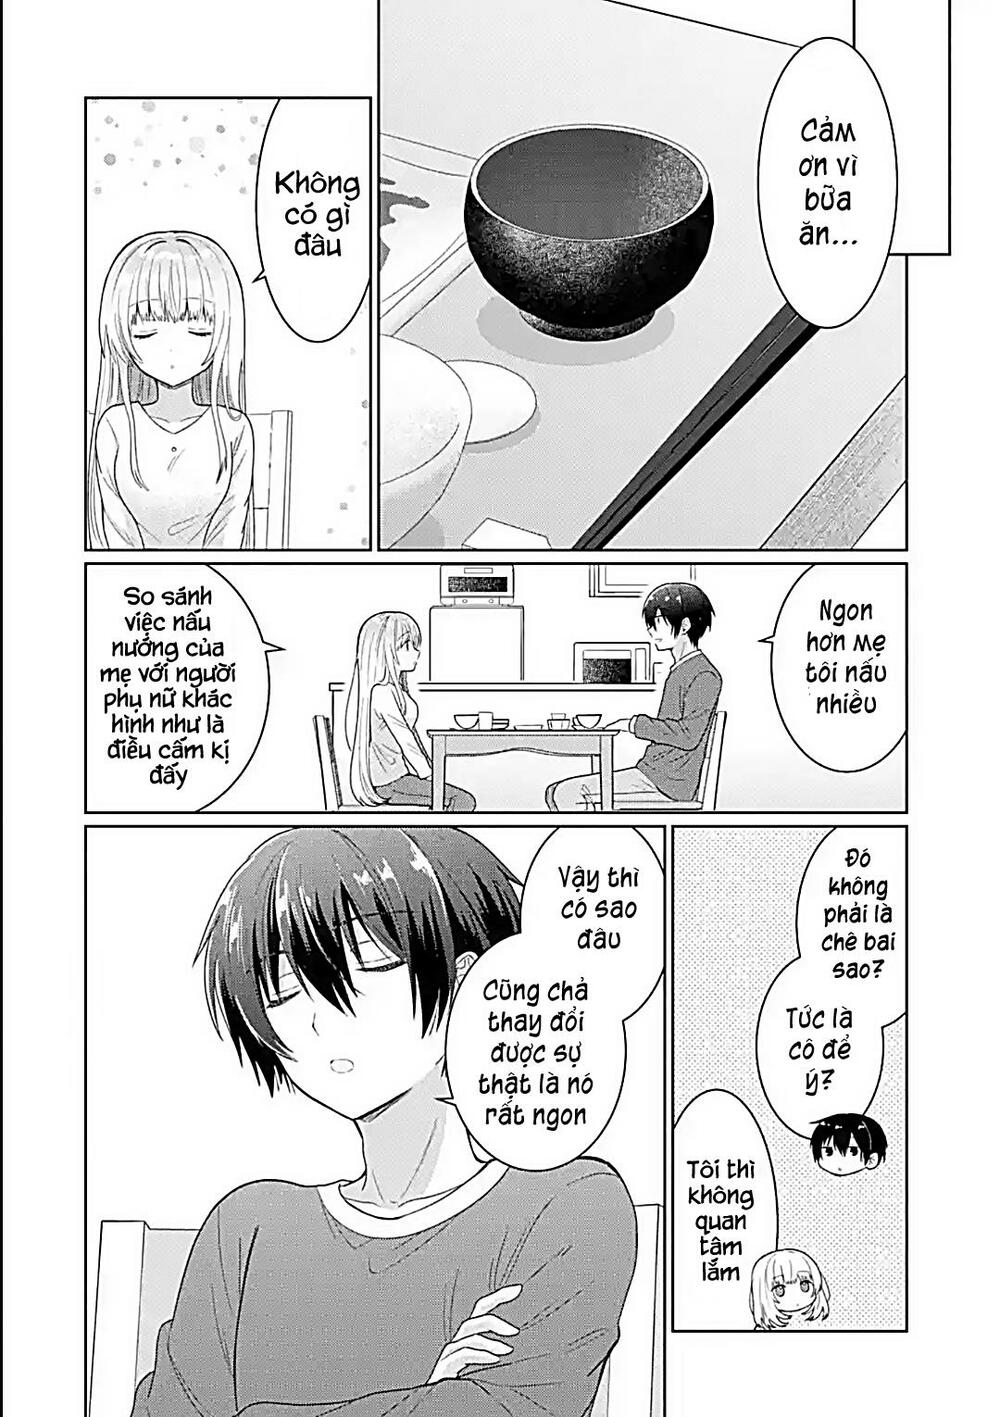 Cảm
ơn vì
bữa
ăn...
Không
có gì
đâu
Ngon
hơn mẹ
tôi nấu
nhiều
So sánh
việc nấu
nướng của
mẹ với người
phụ nữ khác
hình như là
điều cấm kị
đấy
Đó
không
phải là
chê bai
sao?
Tức là
cô để
ý?
Tôi thì
không
quan
tâm
lắm
Vậy thì
có sao
đâu
Cũng chả
thay đổi
được sự
thật là nó
rất ngon